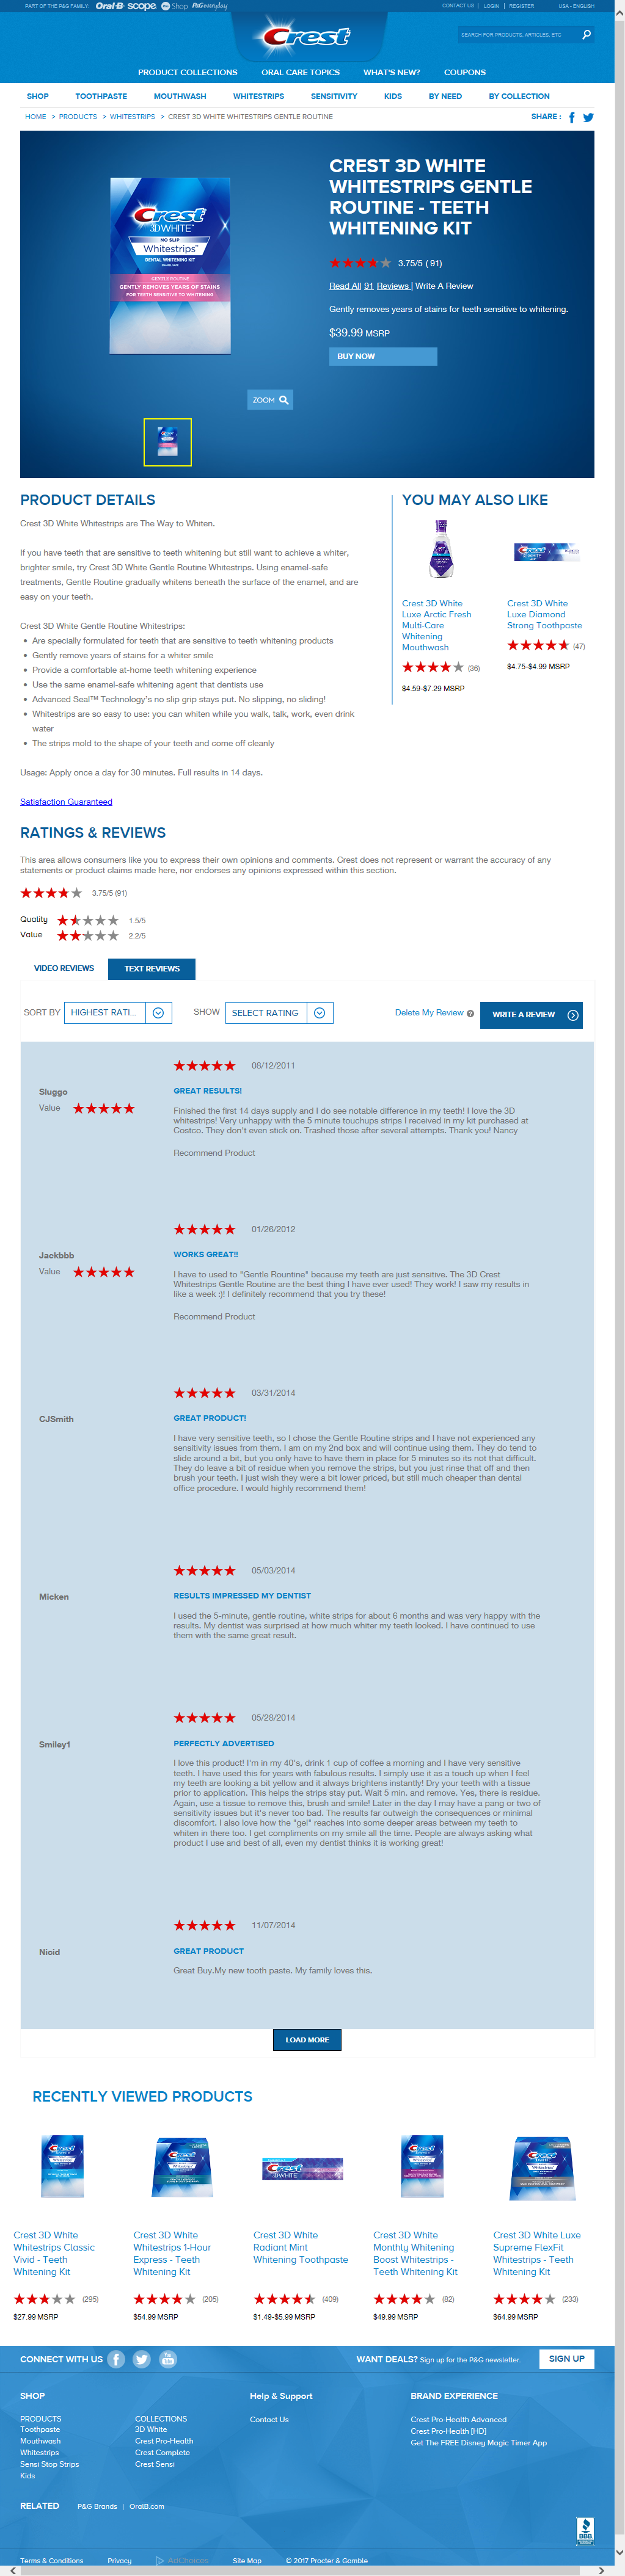 PART OF THE P&G FAMILY: Oral-B scope Shop P&G everyday CONTACT US | LOGIN | REGISTER USA - ENGLISH
Crest
SEARCH FOR PRODUCTS, ARTICLES, ETC
PRODUCT COLLECTIONS ORAL CARE TOPICS WHAT'S NEW? COUPONS
SHOP TOOTHPASTE MOUTHWASH WHITESTRIPS SENSITIVITY KIDS BY NEED BY COLLECTION
HOME > PRODUCTS > WHITESTRIPS > CREST 3D WHITE WHITESTRIPS GENTLE ROUTINE SHARE :
CREST 3D WHITE
WHITESTRIPS GENTLE
ROUTINE - TEETH
WHITENING KIT
Crest
3DWHITE
NO SLIP
Whitestrips
DENTAL WHITENING KIT
GENTLE ROUTINE
GENTLY REMOVES YEARS OF STAINS
FOR TEETH SENSITIVE TO WHITENING
3.75/5 ( 91)
Read All 91 Reviews | Write A Review
Gently removes years of stains for teeth sensitive to whitening.
$39.99 MSRP
BUY NOW
ZOOM
PRODUCT DETAILS
Crest 3D White Whitestrips are The Way to Whiten.
If you have teeth that are sensitive to teeth whitening but still want to achieve a whiter,
brighter smile, try Crest 3D White Gentle Routine Whitestrips. Using enamel-safe
treatments, Gentle Routine gradually whitens beneath the surface of the enamel, and are
easy on your teeth.
Crest 3D White Gentle Routine Whitestrips:
• Are specially formulated for teeth that are sensitive to teeth whitening products
• Gently remove years of stains for a whiter smile
• Provide a comfortable at-home teeth whitening experience
• Use the same enamel-safe whitening agent that dentists use
• Advanced Seal™ Technology's no slip grip stays put. No slipping, no sliding!
• Whitestrips are so easy to use: you can whiten while you walk, talk, work, even drink
water
• The strips mold to the shape of your teeth and come off cleanly
Usage: Apply once a day for 30 minutes. Full results in 14 days.
Satisfaction Guaranteed
YOU MAY ALSO LIKE
Crest 3D White
Luxe Arctic Fresh
Multi-Care
Whitening
Mouthwash
(36)
$4.59-$7.29 MSRP
Crest 3D White
Luxe Diamond
Strong Toothpaste
(47)
$4.75-$4.99 MSRP
RATINGS & REVIEWS
This area allows consumers like you to express their own opinions and comments. Crest does not represent or warrant the accuracy of any
statements or product claims made here, nor endorses any opinions expressed within this section.
3.75/5 (91)
Quality 1.5/5
Value 2.2/5
VIDEO REVIEWS TEXT REVIEWS
SORT BY HIGHEST RATI... SHOW SELECT RATING Delete My Review WRITE A REVIEW
08/12/2011
Sluggo
GREAT RESULTS!
Value
Finished the first 14 days supply and I do see notable difference in my teeth! I love the 3D
whitestrips! Very unhappy with the 5 minute touchups strips I received in my kit purchased at
Costco. They don't even stick on. Trashed those after several attempts. Thank you! Nancy
Recommend Product
01/26/2012
Jackbbb
WORKS GREAT!!
Value
I have to used to "Gentle Rountine" because my teeth are just sensitive. The 3D Crest
Whitestrips Gentle Routine are the best thing I have ever used! They work! I saw my results in
like a week :)! I definitely recommend that you try these!
Recommend Product
03/31/2014
CJSmith
GREAT PRODUCT!
I have very sensitive teeth, so I chose the Gentle Routine strips and I have not experienced any
sensitivity issues from them. I am on my 2nd box and will continue using them. They do tend to
slide around a bit, but you only have to have them in place for 5 minutes so its not that difficult.
They do leave a bit of residue when you remove the strips, but you just rinse that off and then
brush your teeth. I just wish they were a bit lower priced, but still much cheaper than dental
office procedure. I would highly recommend them!
05/03/2014
Micken
RESULTS IMPRESSED MY DENTIST
I used the 5-minute, gentle routine, white strips for about 6 months and was very happy with the
results. My dentist was surprised at how much whiter my teeth looked. I have continued to use
them with the same great result.
05/28/2014
Smiley1
PERFECTLY ADVERTISED
I love this product! I'm in my 40's, drink 1 cup of coffee a morning and I have very sensitive
teeth. I have used this for years with fabulous results. I simply use it as a touch up when I feel
my teeth are looking a bit yellow and it always brightens instantly! Dry your teeth with a tissue
prior to application. This helps the strips stay put. Wait 5 min. and remove. Yes, there is residue.
Again, use a tissue to remove this, brush and smile! Later in the day I may have a pang or two of
sensitivity issues but it's never too bad. The results far outweigh the consequences or minimal
discomfort. I also love how the "gel" reaches into some deeper areas between my teeth to
whiten in there too. I get compliments on my smile all the time. People are always asking what
product I use and best of all, even my dentist thinks it is working great!
11/07/2014
Nicid
GREAT PRODUCT
Great Buy.My new tooth paste. My family loves this.
LOAD MORE
RECENTLY VIEWED PRODUCTS
Crest 3D White
Whitestrips Classic
Vivid - Teeth
Whitening Kit
(295)
$27.99 MSRP
Crest 3D White
Whitestrips 1-Hour
Express - Teeth
Whitening Kit
(205)
$54.99 MSRP
Crest 3D White
Radiant Mint
Whitening Toothpaste
(409)
$1.49-$5.99 MSRP
Crest 3D White
Monthly Whitening
Boost Whitestrips -
Teeth Whitening Kit
(82)
$49.99 MSRP
Crest 3D White Luxe
Supreme FlexFit
Whitestrips - Teeth
Whitening Kit
(233)
$64.99 MSRP
CONNECT WITH US WANT DEALS? Sign up for the P&G newsletter. SIGN UP
SHOP
PRODUCTS
Toothpaste
Mouthwash
Whitestrips
Sensi Stop Strips
Kids
COLLECTIONS
3D White
Crest Pro-Health
Crest Complete
Crest Sensi
Help & Support
Contact Us
BRAND EXPERIENCE
Crest Pro-Health Advanced
Crest Pro-Health [HD]
Get The FREE Disney Magic Timer App
RELATED P&G Brands | OralB.com
BBB
Terms & Conditions Privacy AdChoices Site Map © 2017 Procter & Gamble